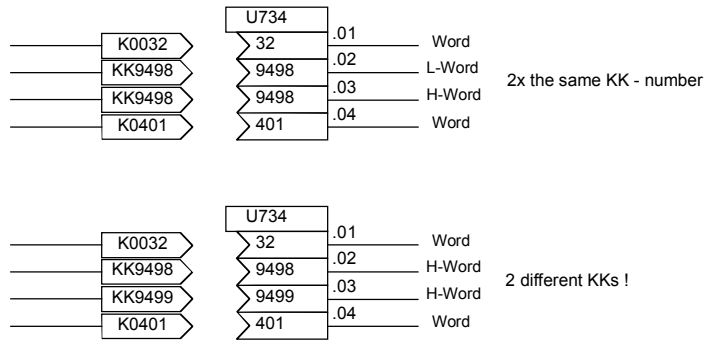 U734
K0032 32 .01 Word
KK9498 9498 .02 L-Word
KK9498 9498 .03 H-Word
K0401 401 .04 Word
2x the same KK - number
U734
K0032 32 .01 Word
KK9498 9498 .02 H-Word
KK9499 9499 .03 H-Word
K0401 401 .04 Word
2 different KKs !